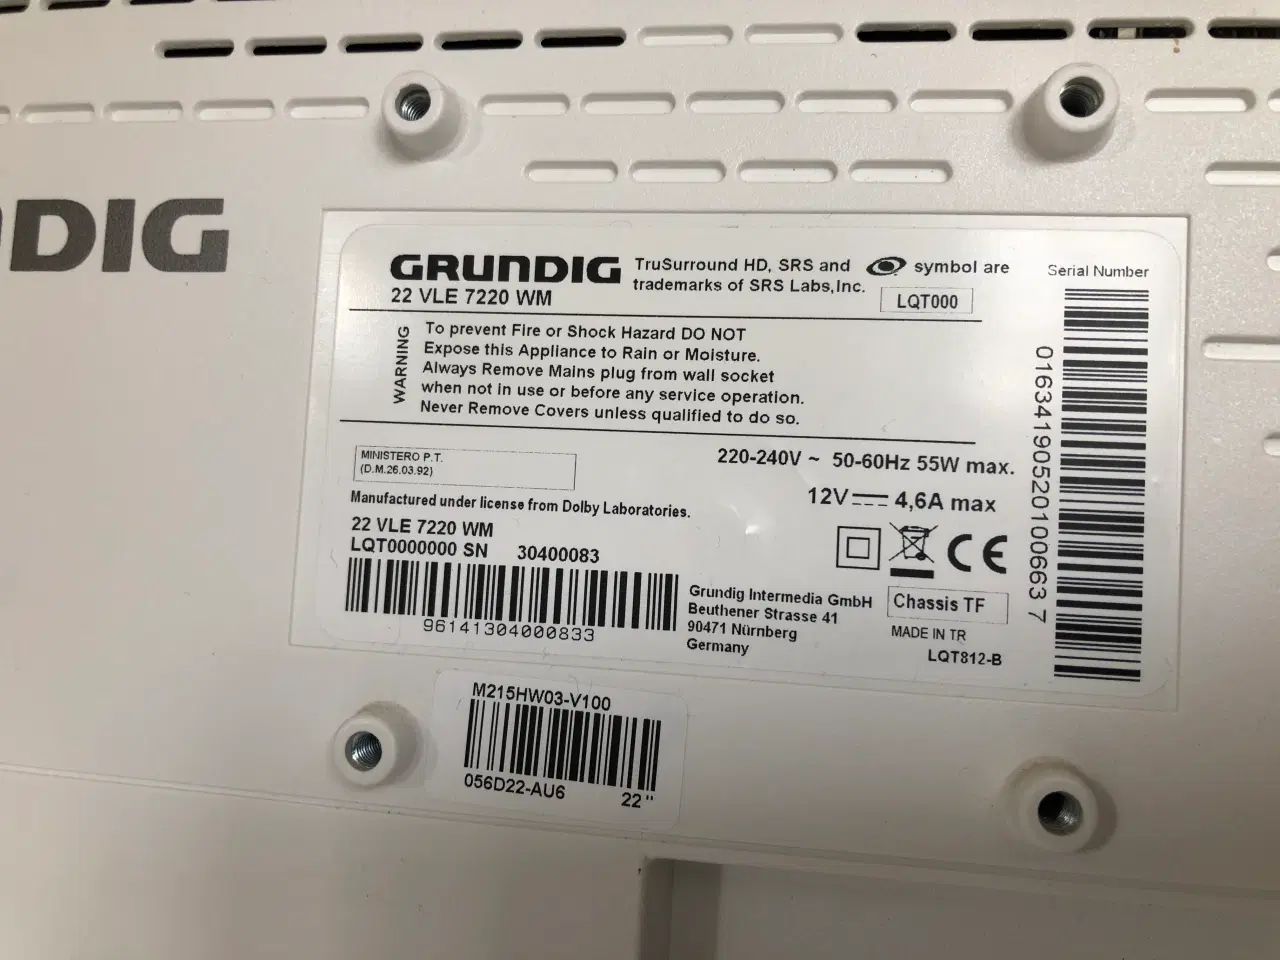 NDIG
GRUNDIG
22 VLE 7220 WM
TruSurround HD, SRS and symbol are
trademarks of SRS Labs,Inc.
LQT000
WARNING
To prevent Fire or Shock Hazard DO NOT
Expose this Appliance to Rain or Moisture.
Always Remove Mains plug from wall socket
when not in use or before any service operation.
Never Remove Covers unless qualified to do so.
MINISTERO P.T.
(D.M.26.03.92)
220-240V ~ 50-60Hz 55W max.
12V 4,6A max
Manufactured under license from Dolby Laboratories.
22 VLE 7220 WM
LQT0000000 SN 30400083
96141304000833
Grundig Intermedia GmbH
Beuthener Strasse 41
90471 Nürnberg
Germany
CE
Chassis TF
MADE IN TR
LQT812-B
Serial Number
01634190520100663 7
M215HW03-V100
056D22-AU6 22"